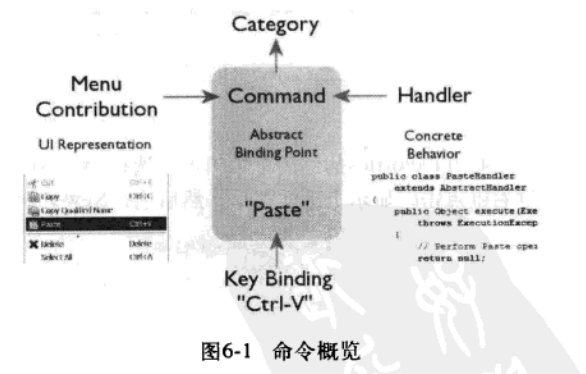 Category
Menu
Contribution
Command
Handler
UI Representation
Abstract
Binding Point
Concrete
Behavior
Cut
Ctrl+X
Copy
Ctrl+C
Copy Qualified Name
Paste
Ctrl+V
Delete
Delete
Select All
Ctrl+A
public class PasteHandler
extends AbstractHandler
{
public Object execute(Exe
throws ExecutionExcep
{
// Perform Paste oper
return null;
"Paste"
Key Binding
"Ctrl-V"
图6-1 命令概览